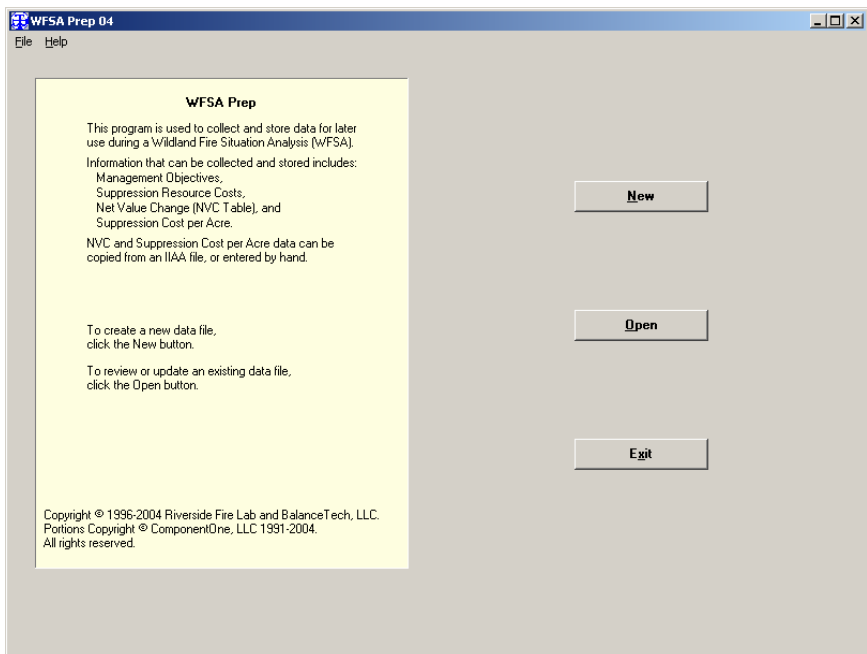 WFSA Prep 04
File Help
WFSA Prep
This program is used to collect and store data for later
use during a Wildland Fire Situation Analysis (WFSA).
Information that can be collected and stored includes:
Management Objectives,
Suppression Resource Costs,
Net Value Change (NVC Table), and
Suppression Cost per Acre.
NVC and Suppression Cost per Acre data can be
copied from an IIAA file, or entered by hand.
To create a new data file,
click the New button.
To review or update an existing data file,
click the Open button.
Copyright © 1996-2004 Riverside Fire Lab and BalanceTech, LLC.
Portions Copyright © ComponentOne, LLC 1991-2004.
All rights reserved.
New
Open
Exit